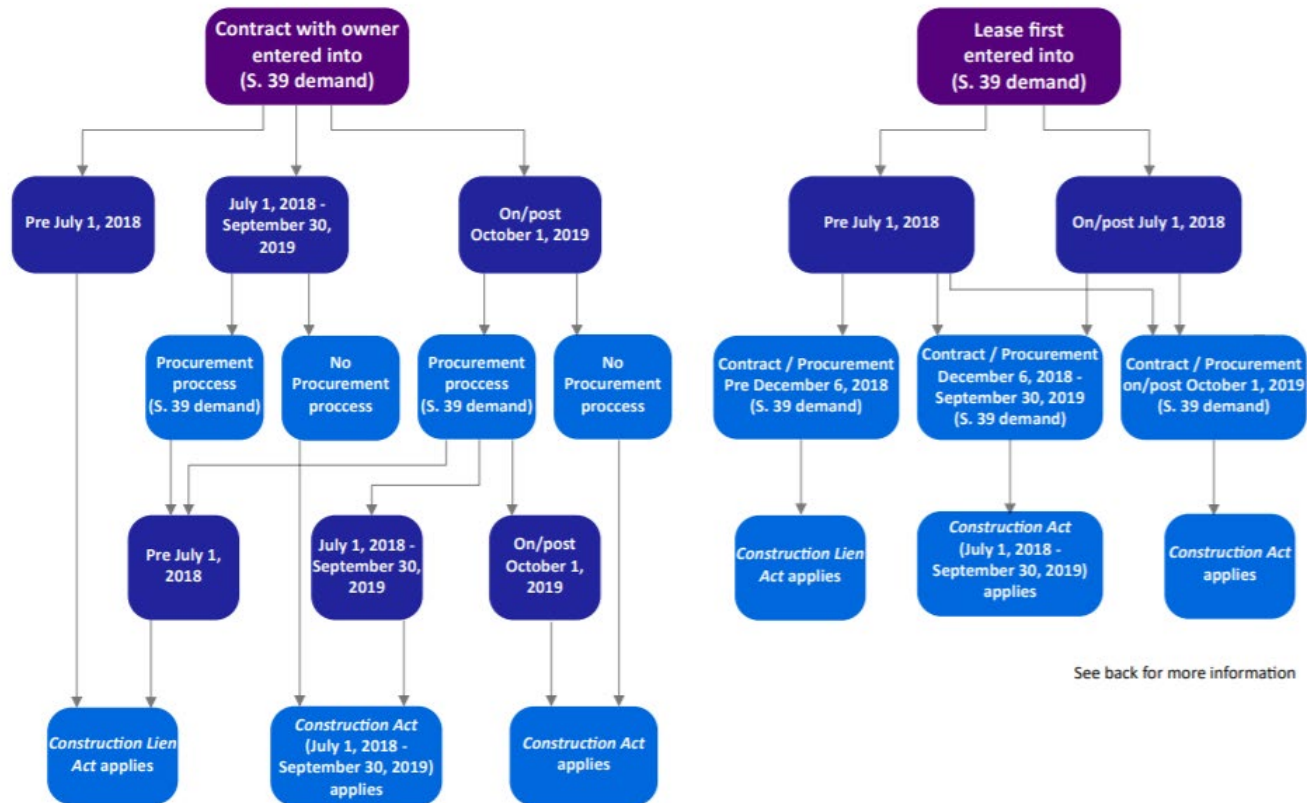 Contract with owner
entered into
(S. 39 demand)
Lease first
entered into
(S. 39 demand)
Pre July 1, 2018
July 1, 2018 -
September 30,
2019
On/post
October 1, 2019
Pre July 1, 2018
On/post July 1, 2018
Procurement
proccess
(S. 39 demand)
No
Procurement
proccess
Procurement
proccess
(S. 39 demand)
No
Procurement
proccess
Contract / Procurement
Pre December 6, 2018
(S. 39 demand)
Contract / Procurement
December 6, 2018 -
September 30, 2019
(S. 39 demand)
Contract / Procurement
on/post October 1, 2019
(S. 39 demand)
Pre July 1,
2018
July 1, 2018 -
September 30,
2019
On/post
October 1,
2019
Construction Lien
Act applies
Construction Act
(July 1, 2018 -
September 30, 2019)
applies
Construction Act
applies
See back for more information
Construction Lien
Act applies
Construction Act
(July 1, 2018 -
September 30, 2019)
applies
Construction Act
applies